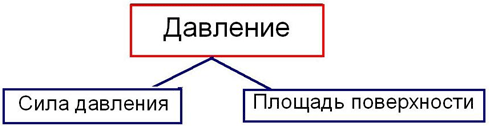 Давление
Сила давления
Площадь поверхности